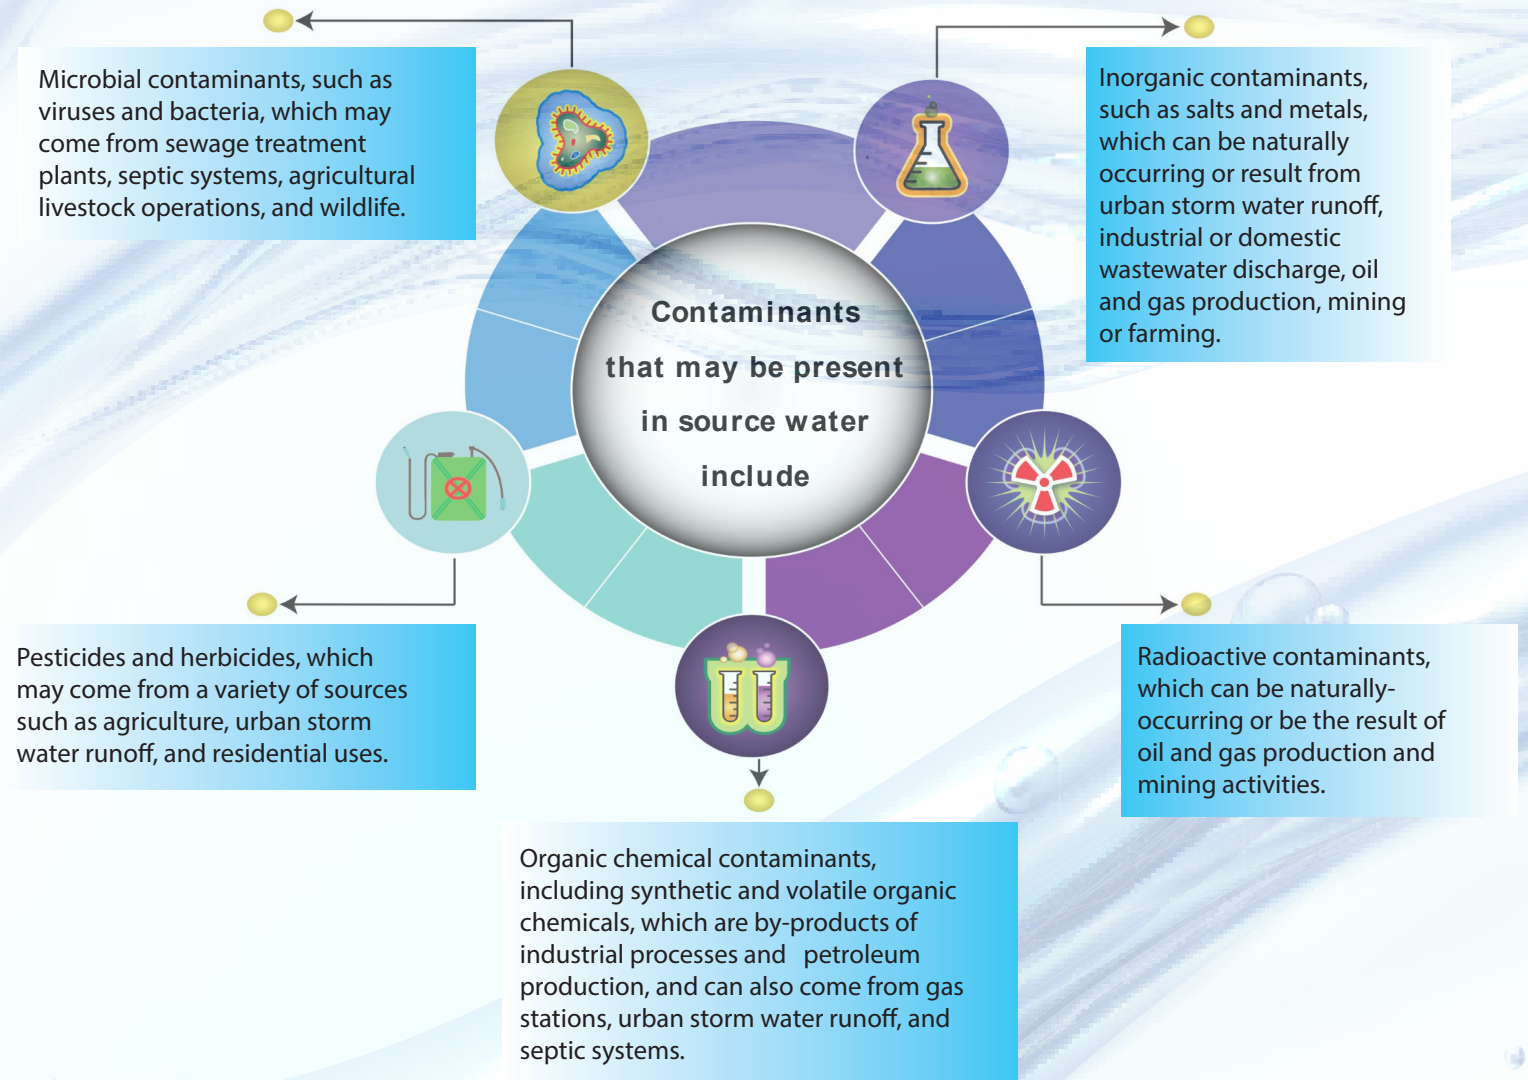 Microbial contaminants, such as
viruses and bacteria, which may
come from sewage treatment
plants, septic systems, agricultural
livestock operations, and wildlife.
Inorganic contaminants,
such as salts and metals,
which can be naturally
occurring or result from
urban storm water runoff,
industrial or domestic
wastewater discharge, oil
and gas production, mining
or farming.
Contaminants
that may be present
in source water
include
Pesticides and herbicides, which
may come from a variety of sources
such as agriculture, urban storm
water runoff, and residential uses.
Radioactive contaminants,
which can be naturally-
occurring or be the result of
oil and gas production and
mining activities.
Organic chemical contaminants,
including synthetic and volatile organic
chemicals, which are by-products of
industrial processes and petroleum
production, and can also come from gas
stations, urban storm water runoff, and
septic systems.